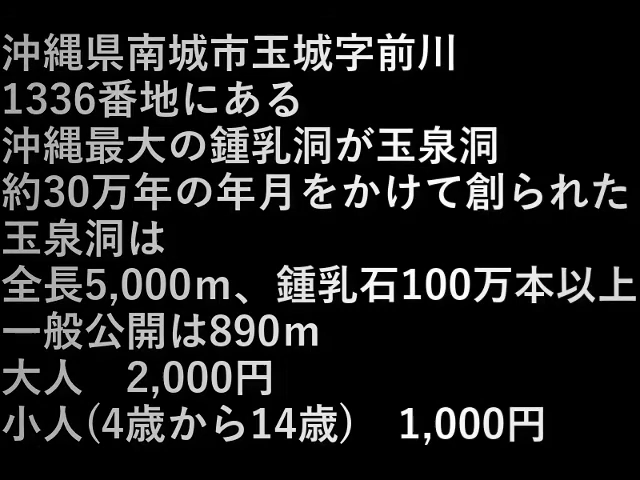 沖縄県南城市玉城字前川
1336番地にある
沖縄最大の鍾乳洞が玉泉洞
約30万年の年月をかけて創られた
玉泉洞は
全長5,000ｍ、鍾乳石100万本以上
一般公開は890ｍ
大人　2,000円
小人(4歳から14歳)　1,000円